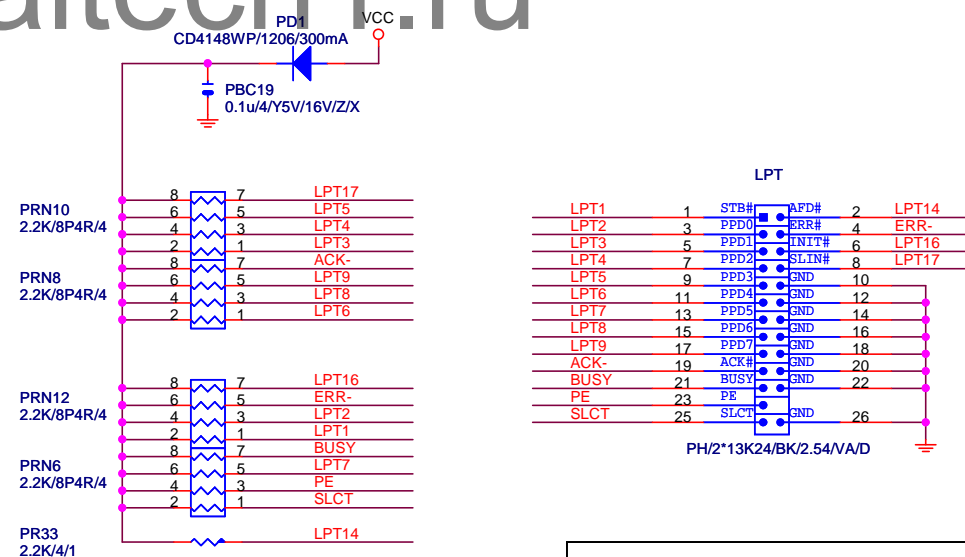 altech1.ru
PD1
VCC
CD4148WP/1206/300mA
PBC19
0.1u/4/Y5V/16V/Z/X
PRN10
2.2K/8P4R/4
8 7 LPT17
6 5 LPT5
4 3 LPT4
2 1 LPT3
PRN8
2.2K/8P4R/4
8 7 ACK-
6 5 LPT9
4 3 LPT8
2 1 LPT6
PRN12
2.2K/8P4R/4
8 7 LPT16
6 5 ERR-
4 3 LPT2
2 1 LPT1
PRN6
2.2K/8P4R/4
8 7 BUSY
6 5 LPT7
4 3 PE
2 1 SLCT
PR33
2.2K/4/1
LPT14
LPT
LPT1 1 STB# AFD# 2 LPT14
LPT2 3 PPD0 ERR# 4 ERR-
LPT3 5 PPD1 INIT# 6 LPT16
LPT4 7 PPD2 SLIN# 8 LPT17
LPT5 9 PPD3 GND 10
LPT6 11 PPD4 GND 12
LPT7 13 PPD5 GND 14
LPT8 15 PPD6 GND 16
LPT9 17 PPD7 GND 18
ACK- 19 ACK# GND 20
BUSY 21 BUSY GND 22
PE 23 PE
SLCT 25 SLCT GND 26
PH/2*13K24/BK/2.54/VA/D